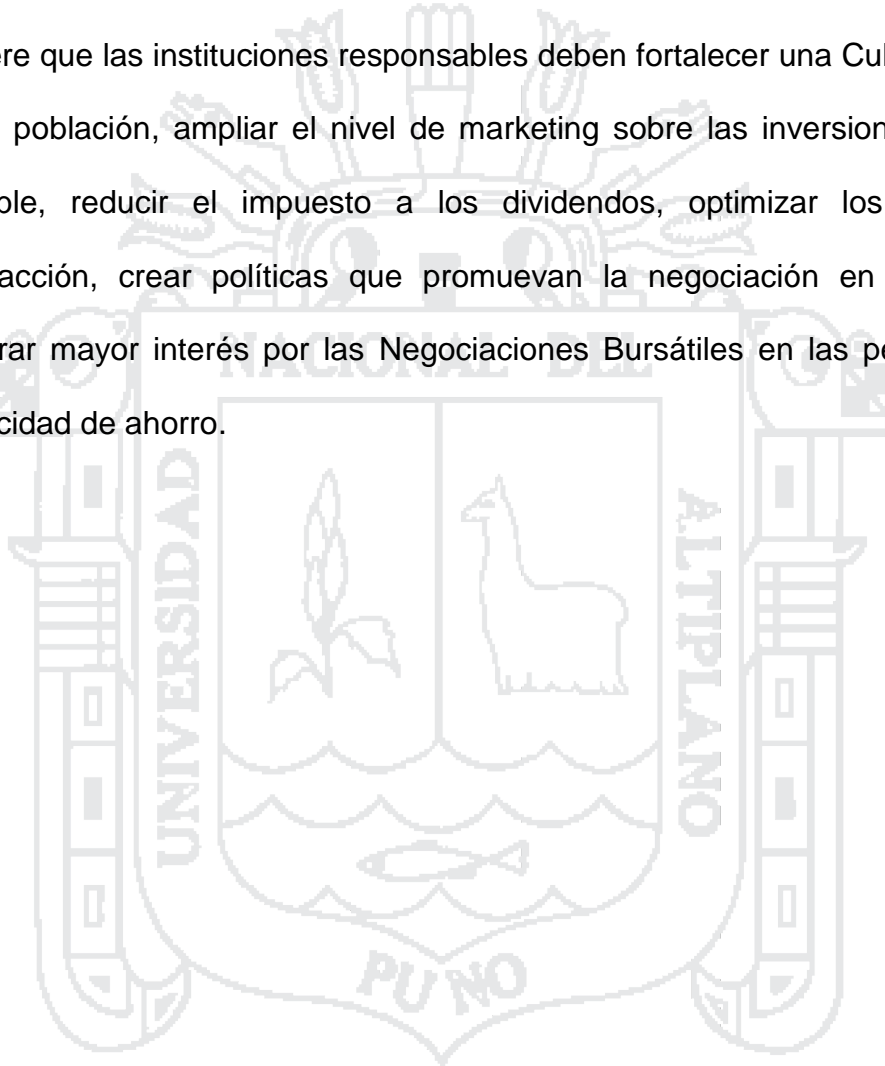 ere que las instituciones responsables deben fortalecer una Cul
población, ampliar el nivel de marketing sobre las inversion
ble, reducir el impuesto a los dividendos, optimizar los
acción, crear políticas que promuevan la negociación en
rar mayor interés por las Negociaciones Bursátiles en las pe
cidad de ahorro.
NACIONAL DEL
UNIVERSIDAD
ALTIPLANO
PUNO